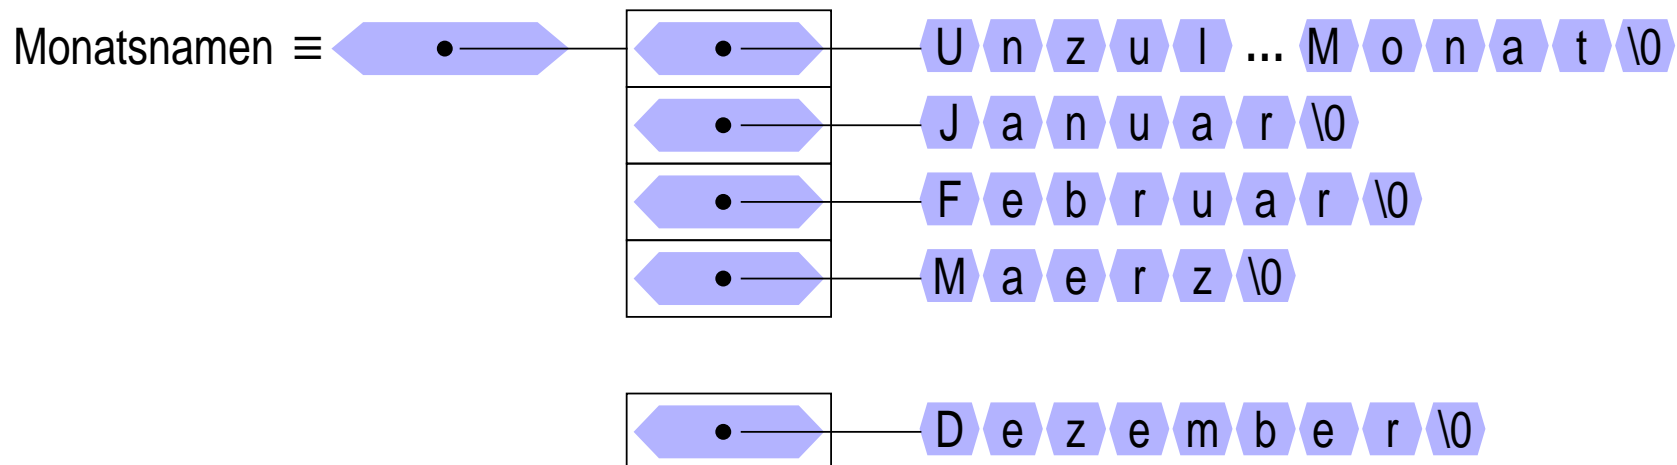 Monatsnamen ≡ U n z u l ... M o n a t \0
J a n u a r \0
F e b r u a r \0
M a e r z \0
D e z e m b e r \0